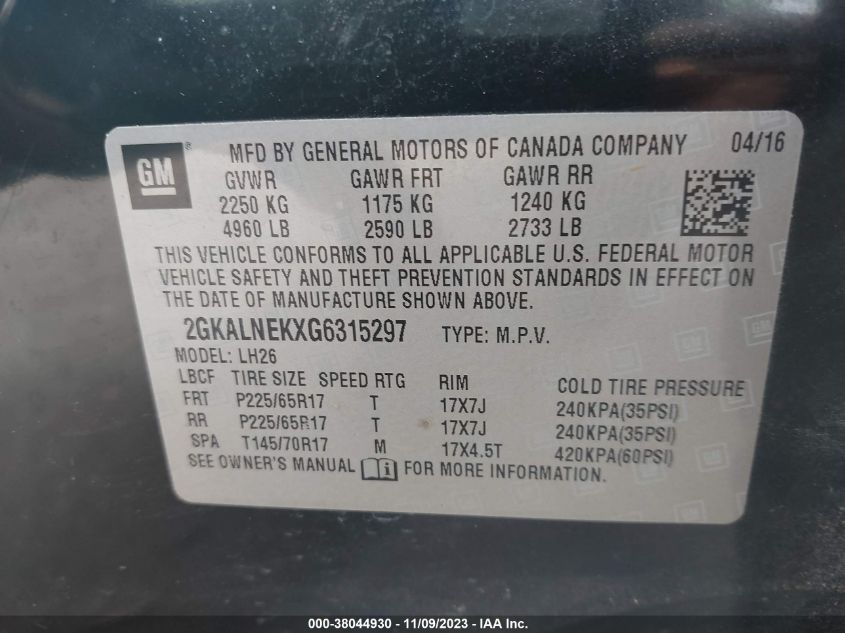 GM ®
MFD BY GENERAL MOTORS OF CANADA COMPANY 04/16
GVWR GAWR FRT GAWR RR
2250 KG 1175 KG 1240 KG
4960 LB 2590 LB 2733 LB
THIS VEHICLE CONFORMS TO ALL APPLICABLE U.S. FEDERAL MOTOR
VEHICLE SAFETY AND THEFT PREVENTION STANDARDS IN EFFECT ON
THE DATE OF MANUFACTURE SHOWN ABOVE.
2GKALNEKXG6315297 TYPE: M.P.V.
MODEL: LH26
LBCF TIRE SIZE SPEED RTG RIM COLD TIRE PRESSURE
FRT P225/65R17 T 17X7J 240KPA(35PSI)
RR P225/65R17 T 17X7J 240KPA(35PSI)
SPA T145/70R17 M 17X4.5T 420KPA(60PSI)
SEE OWNER'S MANUAL i FOR MORE INFORMATION.
000-38044930 - 11/09/2023 - IAA Inc.